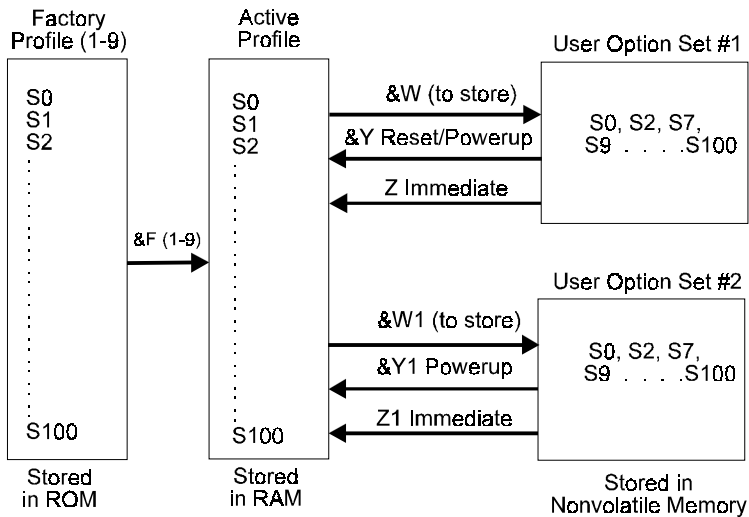 Factory
Profile (1-9)
S0
S1
S2
S100
Stored
in ROM
&F (1-9)
Active
Profile
S0
S1
S2
S100
Stored
in RAM
&W (to store)
&Y Reset/Powerup
Z Immediate
&W1 (to store)
&Y1 Powerup
Z1 Immediate
User Option Set #1
S0, S2, S7,
S9 . . . .S100
User Option Set #2
S0, S2, S7,
S9 . . . .S100
Stored in
Nonvolatile Memory